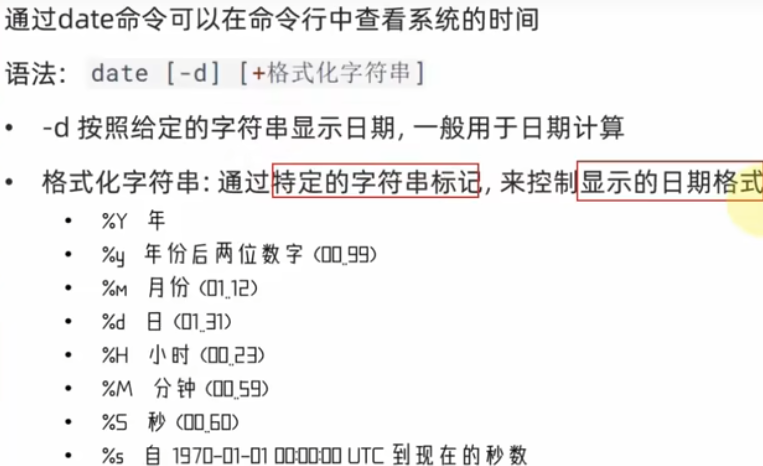 通过date命令可以在命令行中查看系统的时间
语法: date [-d] [+格式化字符串]
• -d 按照给定的字符串显示日期, 一般用于日期计算
• 格式化字符串: 通过特定的字符串标记, 来控制显示的日期格式
• %Y 年
• %y 年份后两位数字 (00..99)
• %m 月份 (01..12)
• %d 日 (01..31)
• %H 小时 (00..23)
• %M 分钟 (00..59)
• %S 秒 (00..60)
• %s 自 1970-01-01 00:00:00 UTC 到现在的秒数